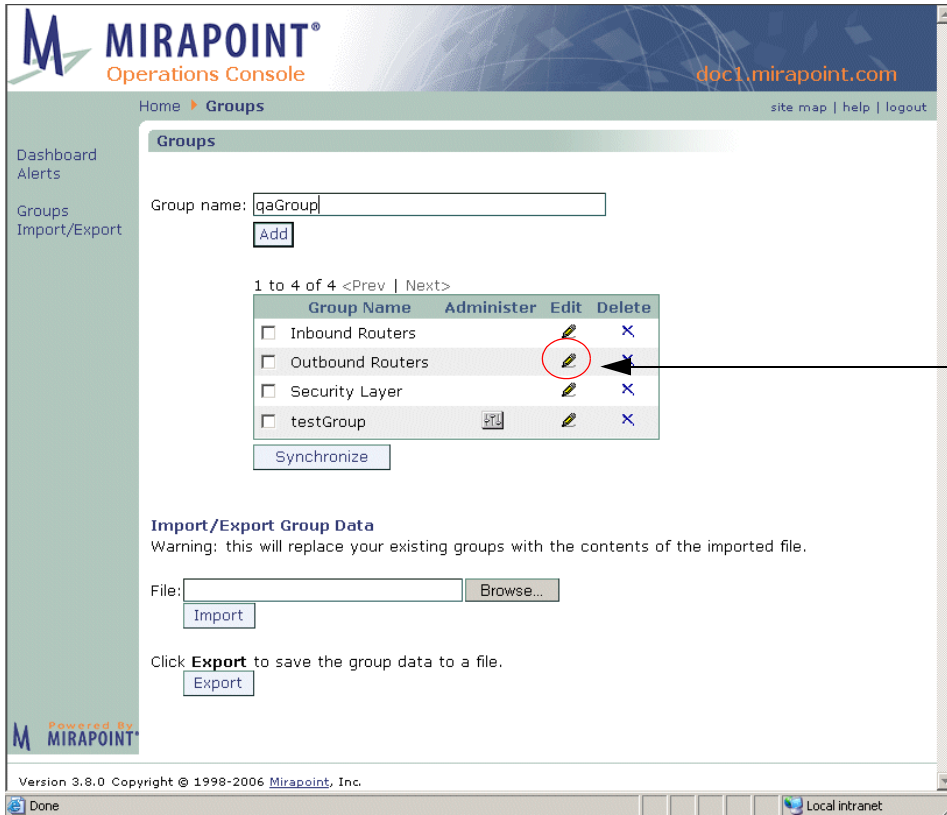 MIRAPOINT®
Operations Console
doc1.mirapoint.com
Home Groups
site map | help | logout
Dashboard
Alerts
Groups
Import/Export
Groups
Group name: qaGroup
Add
1 to 4 of 4 <Prev | Next>
Group Name Administer Edit Delete
Inbound Routers
Outbound Routers
Security Layer
testGroup
Synchronize
Import/Export Group Data
Warning: this will replace your existing groups with the contents of the imported file.
File: Browse...
Import
Click Export to save the group data to a file.
Export
Powered By
MIRAPOINT
Version 3.8.0 Copyright © 1998-2006 Mirapoint, Inc.
Done
Local intranet